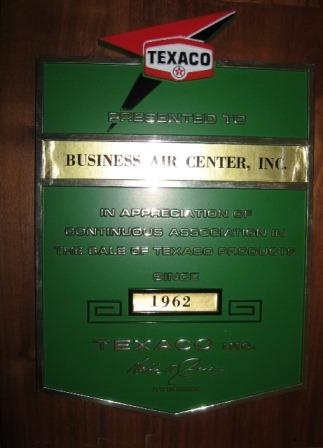 TEXACO
PRESENTED TO
BUSINESS AIR CENTER, INC.
IN APPRECIATION OF
CONTINUOUS ASSOCIATION IN
THE SALE OF TEXACO PRODUCTS
SINCE
1962
TEXACO INC.